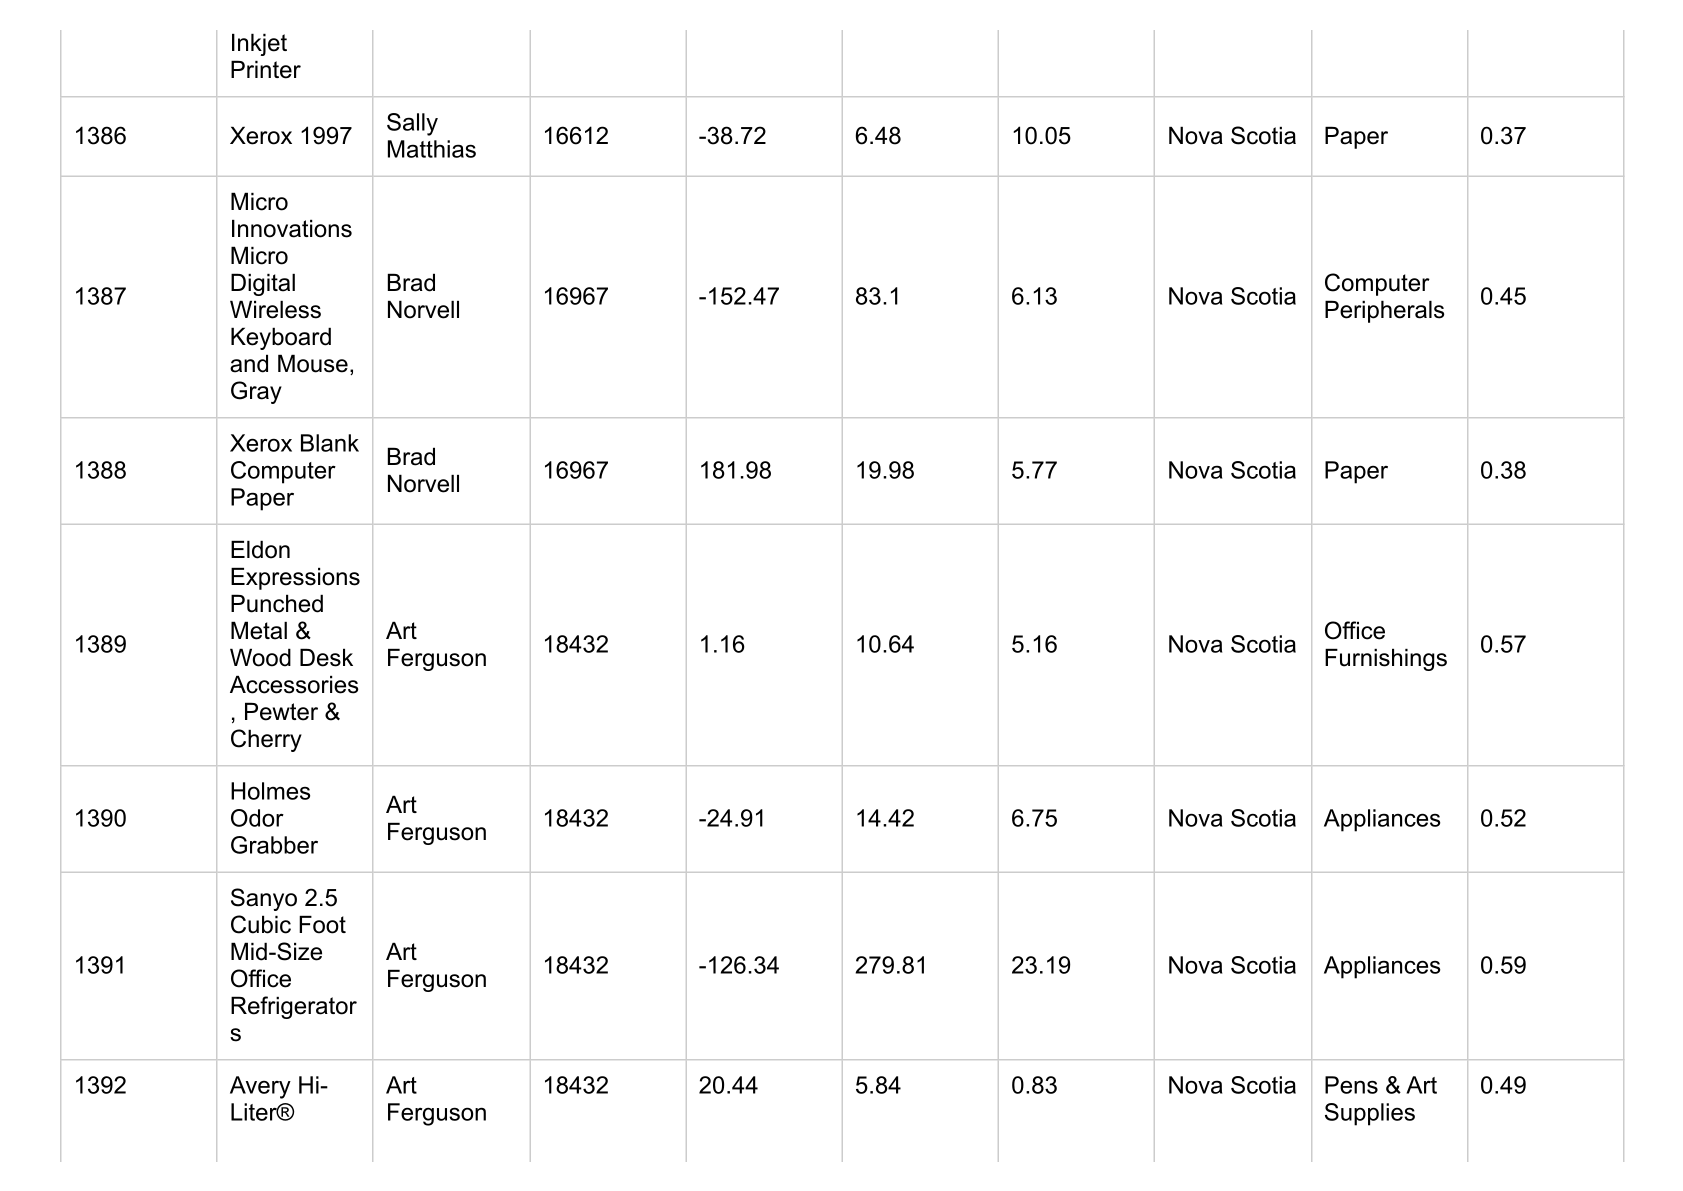 Inkjet
Printer
1386
Xerox 1997
Sally
Matthias
16612
-38.72
6.48
10.05
Nova Scotia
Paper
0.37
1387
Micro
Innovations
Micro
Digital
Wireless
Keyboard
and Mouse,
Gray
Brad
Norvell
16967
-152.47
83.1
6.13
Nova Scotia
Computer
Peripherals
0.45
1388
Xerox Blank
Computer
Paper
Brad
Norvell
16967
181.98
19.98
5.77
Nova Scotia
Paper
0.38
1389
Eldon
Expressions
Punched
Metal &
Wood Desk
Accessories
, Pewter &
Cherry
Art
Ferguson
18432
1.16
10.64
5.16
Nova Scotia
Office
Furnishings
0.57
1390
Holmes
Odor
Grabber
Art
Ferguson
18432
-24.91
14.42
6.75
Nova Scotia
Appliances
0.52
1391
Sanyo 2.5
Cubic Foot
Mid-Size
Office
Refrigerator
s
Art
Ferguson
18432
-126.34
279.81
23.19
Nova Scotia
Appliances
0.59
1392
Avery Hi-
Liter®
Art
Ferguson
18432
20.44
5.84
0.83
Nova Scotia
Pens & Art
Supplies
0.49